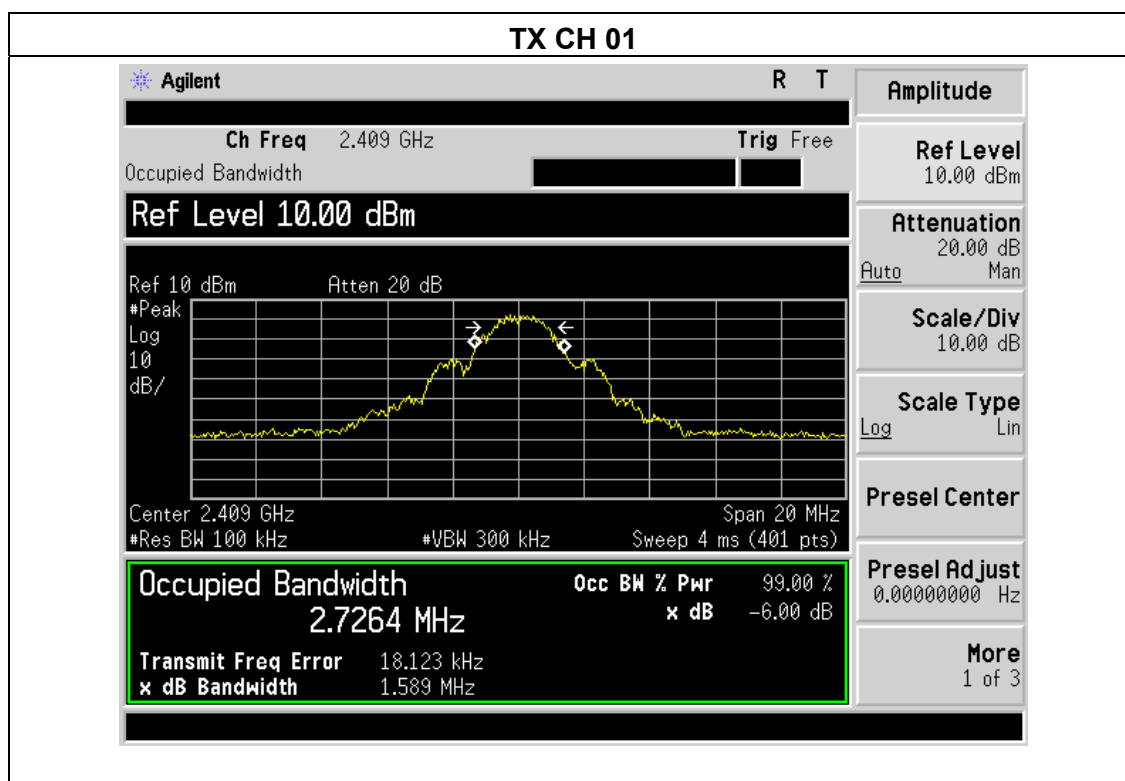 TX CH 01
Agilent R T
Ch Freq 2.409 GHz Trig Free
Occupied Bandwidth
Ref Level 10.00 dBm
Ref 10 dBm Atten 20 dB
#Peak
Log
10
dB/
Center 2.409 GHz Span 20 MHz
#Res BW 100 kHz #VBW 300 kHz Sweep 4 ms (401 pts)
Occupied Bandwidth Occ BW % Pwr 99.00 %
2.7264 MHz x dB -6.00 dB
Transmit Freq Error 18.123 kHz
x dB Bandwidth 1.589 MHz
Amplitude
Ref Level
10.00 dBm
Attenuation
20.00 dB
Auto Man
Scale/Div
10.00 dB
Scale Type
Log Lin
Presel Center
Presel Adjust
0.00000000 Hz
More
1 of 3